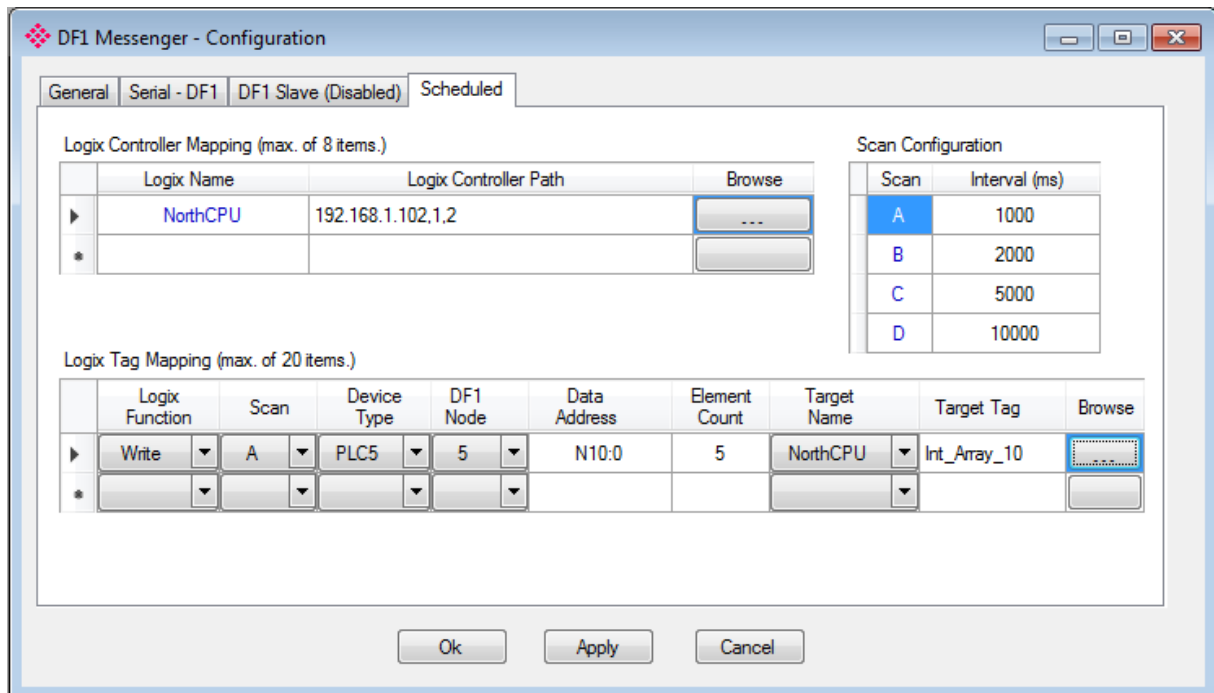 DF1 Messenger - Configuration
General Serial - DF1 DF1 Slave (Disabled) Scheduled
Logix Controller Mapping (max. of 8 items.)
Logix Name Logix Controller Path Browse
NorthCPU 192.168.1.102,1,2 ...
Scan Configuration
Scan Interval (ms)
A 1000
B 2000
C 5000
D 10000
Logix Tag Mapping (max. of 20 items.)
Logix Function Scan Device Type DF1 Node Data Address Element Count Target Name Target Tag Browse
Write A PLC5 5 N10:0 5 NorthCPU Int_Array_10 ...
Ok Apply Cancel